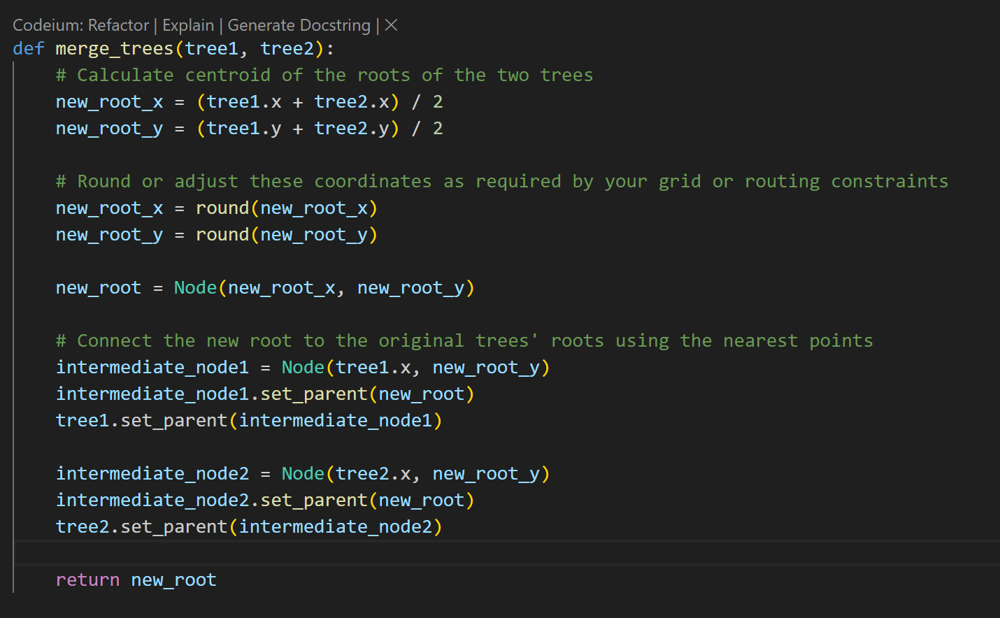 Codeium: Refactor | Explain | Generate Docstring | ×
def merge_trees(tree1, tree2):
    # Calculate centroid of the roots of the two trees
    new_root_x = (tree1.x + tree2.x) / 2
    new_root_y = (tree1.y + tree2.y) / 2

    # Round or adjust these coordinates as required by your grid or routing constraints
    new_root_x = round(new_root_x)
    new_root_y = round(new_root_y)

    new_root = Node(new_root_x, new_root_y)

    # Connect the new root to the original trees' roots using the nearest points
    intermediate_node1 = Node(tree1.x, new_root_y)
    intermediate_node1.set_parent(new_root)
    tree1.set_parent(intermediate_node1)

    intermediate_node2 = Node(tree2.x, new_root_y)
    intermediate_node2.set_parent(new_root)
    tree2.set_parent(intermediate_node2)

    return new_root